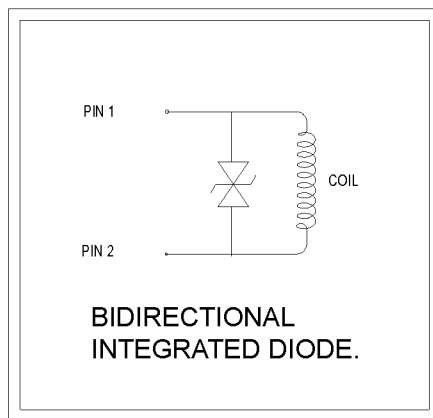 PIN 1
COIL
PIN 2
BIDIRECTIONAL
INTEGRATED DIODE.